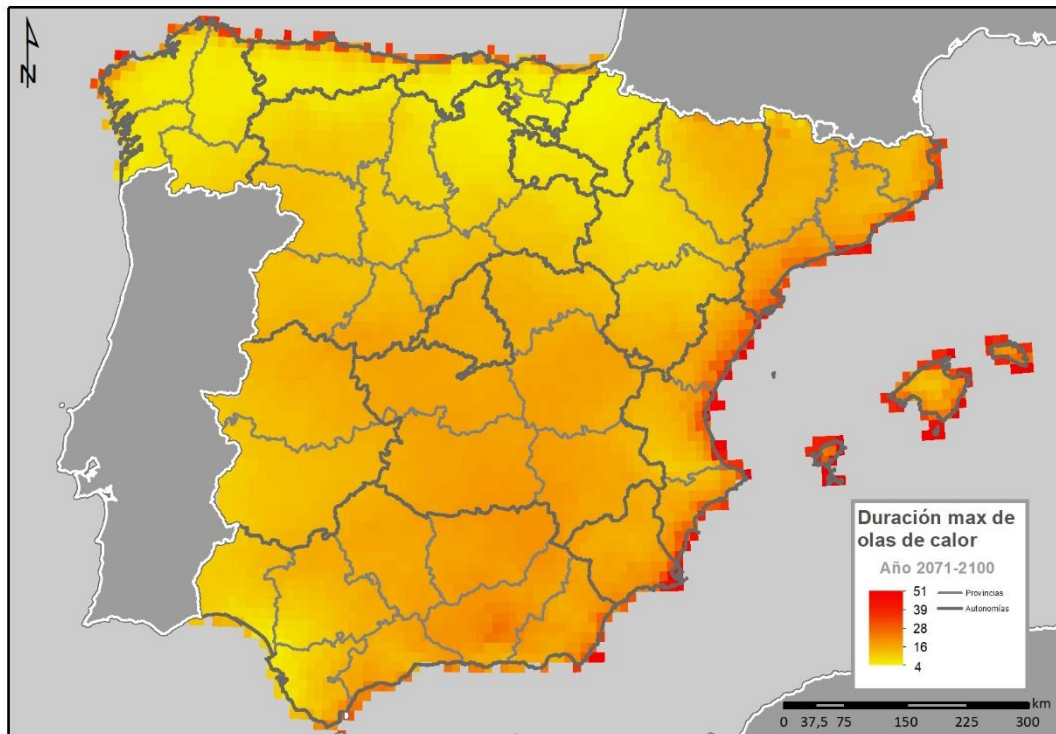 N
Duración max de
olas de calor
Año 2071-2100
51
39
28
16
4
Provincias
Autonomías
km
0 37,5 75 150 225 300